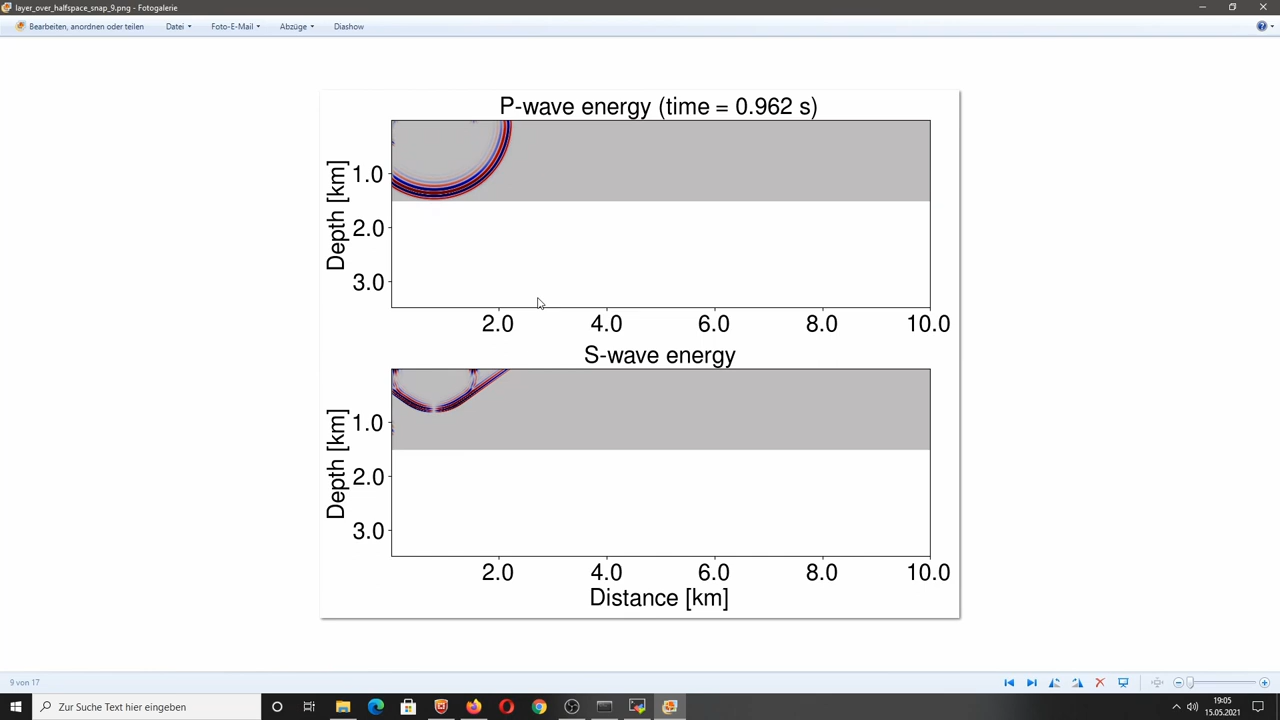 layer_over_halfspace_snap_9.png - Fotogalerie
Bearbeiten, anordnen oder teilen Datei Foto-E-Mail Abzüge Diashow
P-wave energy (time = 0.962 s)
Depth [km]
1.0
2.0
3.0
2.0 4.0 6.0 8.0 10.0
S-wave energy
Depth [km]
1.0
2.0
3.0
2.0 4.0 6.0 8.0 10.0
Distance [km]
9 von 17
Zur Suche Text hier eingeben
19:05
15.05.2021